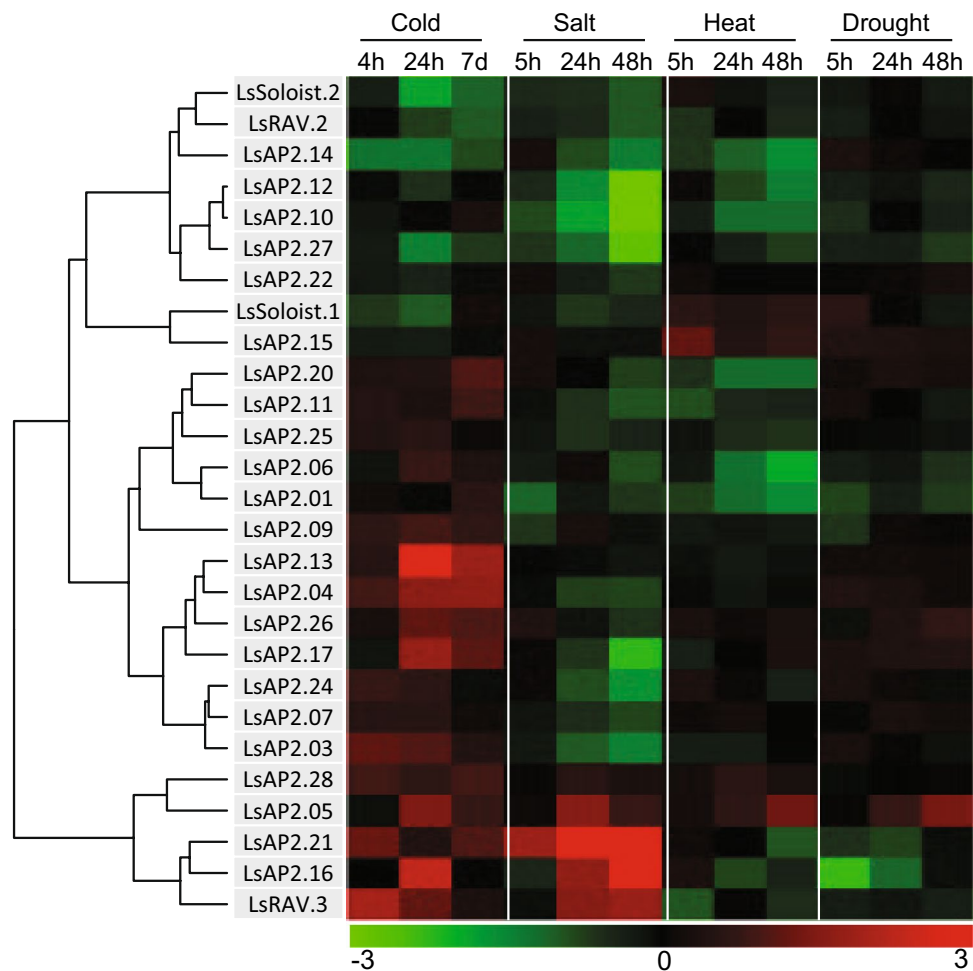 Cold Salt Heat Drought
4h 24h 7d 5h 24h 48h 5h 24h 48h 5h 24h 48h
LsSoloist.2
LsRAV.2
LsAP2.14
LsAP2.12
LsAP2.10
LsAP2.27
LsAP2.22
LsSoloist.1
LsAP2.15
LsAP2.20
LsAP2.11
LsAP2.25
LsAP2.06
LsAP2.01
LsAP2.09
LsAP2.13
LsAP2.04
LsAP2.26
LsAP2.17
LsAP2.24
LsAP2.07
LsAP2.03
LsAP2.28
LsAP2.05
LsAP2.21
LsAP2.16
LsRAV.3
-3 0 3